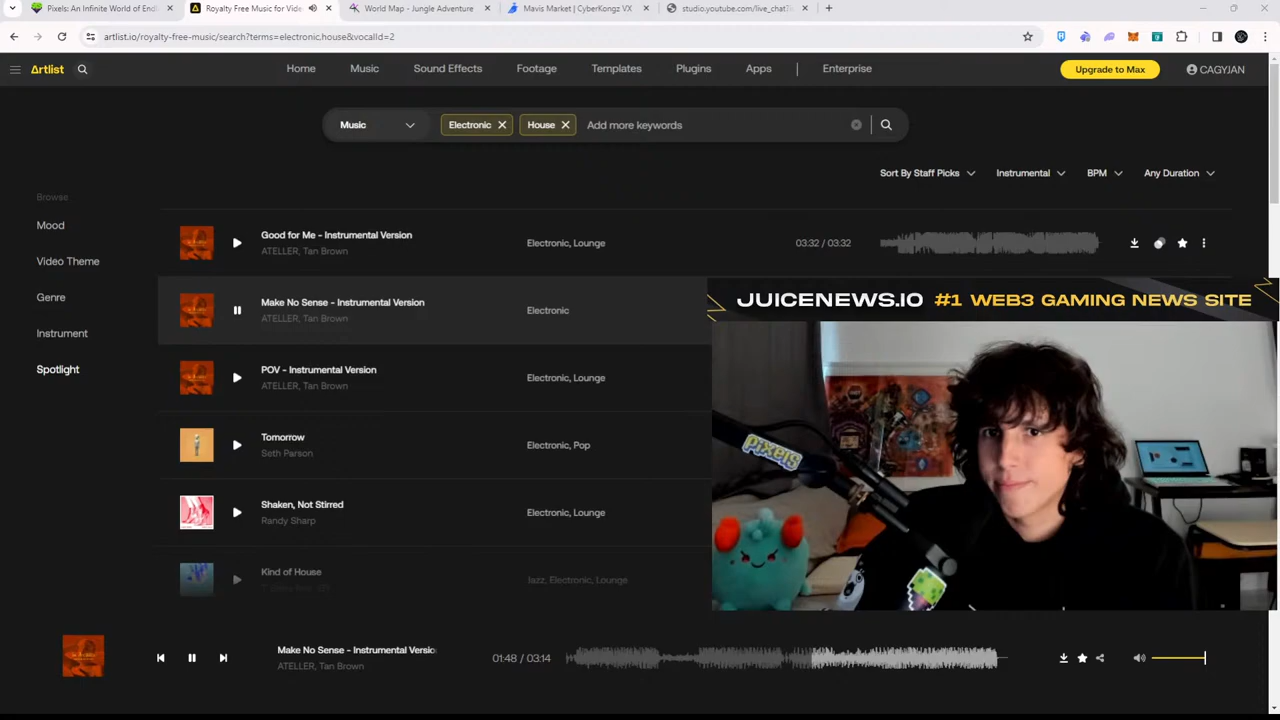 Pixels: An Infinite World of Endl
Royalty Free Music for Vide
World Map - Jungle Adventure
Mavis Market | CyberKongz VX
studio.youtube.com/live_chat?is
artlist.io/royalty-free-music/search?terms=electronic,house&vocalId=2
Artlist
Home
Music
Sound Effects
Footage
Templates
Plugins
Apps
Enterprise
Upgrade to Max
CAGYJAN
Music
Electronic
House
Add more keywords
Sort By Staff Picks
Instrumental
BPM
Any Duration
Browse
Mood
Video Theme
Genre
Instrument
Spotlight
Good for Me - Instrumental Version
ATELLER, Tan Brown
Electronic, Lounge
03:32 / 03:32
Make No Sense - Instrumental Version
ATELLER, Tan Brown
Electronic
POV - Instrumental Version
ATELLER, Tan Brown
Electronic, Lounge
Tomorrow
Seth Parson
Electronic, Pop
Shaken, Not Stirred
Randy Sharp
Electronic, Lounge
Kind of House
Jazz, Electronic, Lounge
JUICENEWS.IO #1 WEB3 GAMING NEWS SITE
pixels
Make No Sense - Instrumental Versio
ATELLER, Tan Brown
01:48 / 03:14